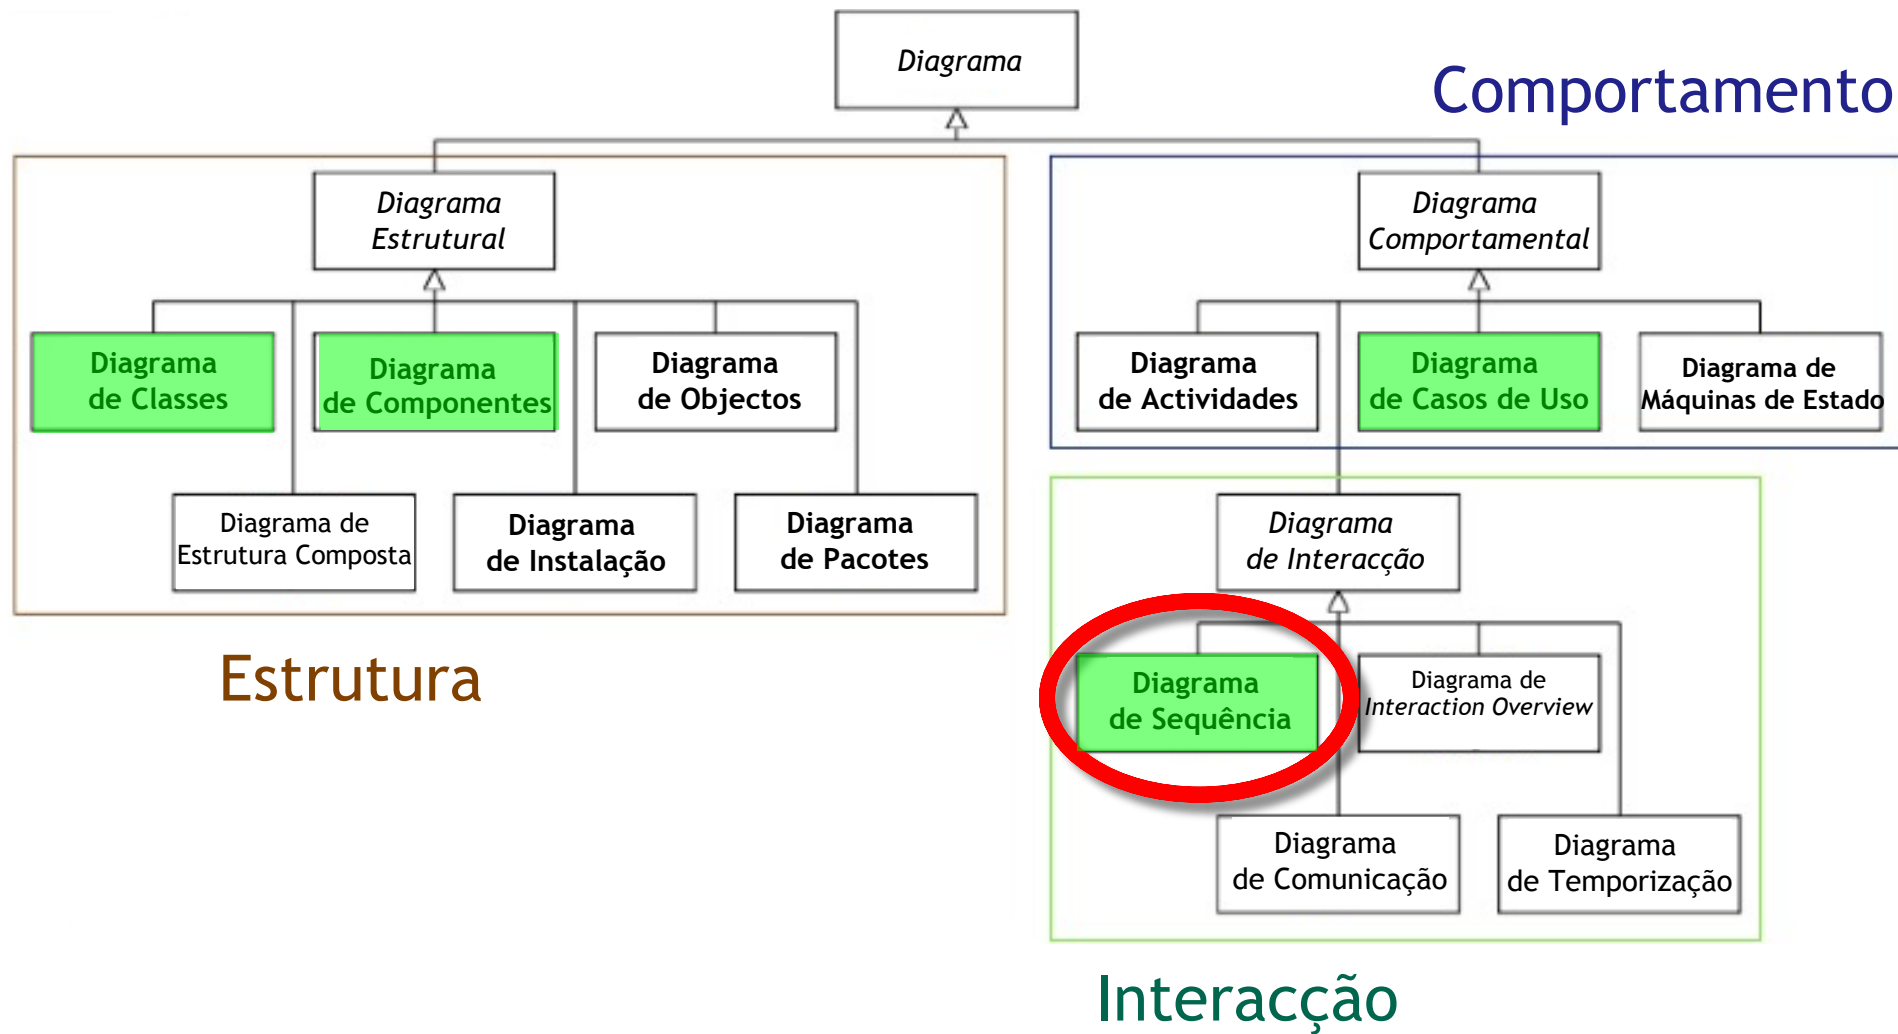 Diagrama
Comportamento
Diagrama
Estrutural
Diagrama
Comportamental
Diagrama
de Classes
Diagrama
de Componentes
Diagrama
de Objectos
Diagrama
de Actividades
Diagrama
de Casos de Uso
Diagrama de
Máquinas de Estado
Diagrama de
Estrutura Composta
Diagrama
de Instalação
Diagrama
de Pacotes
Diagrama
de Interacção
Estrutura
Diagrama
de Sequência
Diagrama de
Interaction Overview
Diagrama
de Comunicação
Diagrama
de Temporização
Interacção